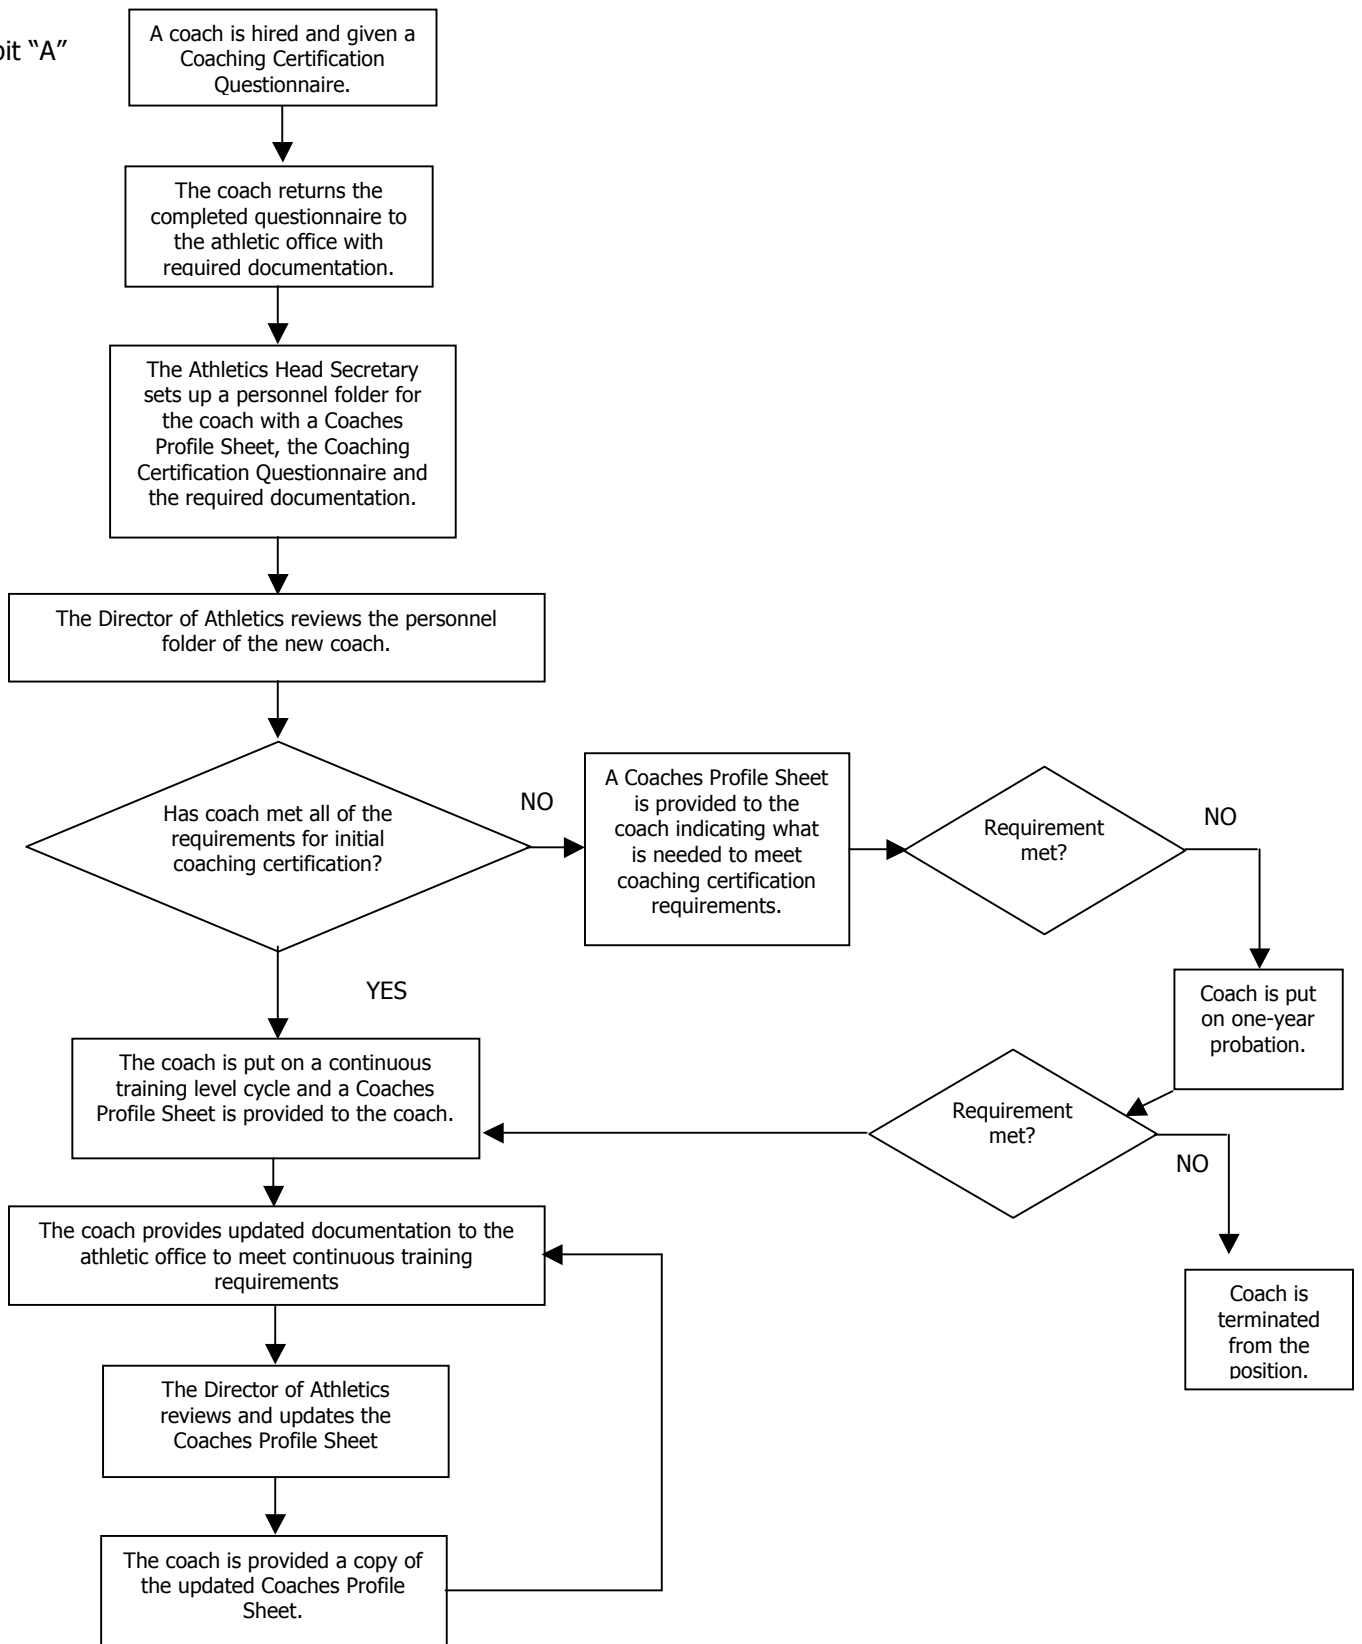 bit “A”
A coach is hired and given a
Coaching Certification
Questionnaire.
The coach returns the
completed questionnaire to
the athletic office with
required documentation.
The Athletics Head Secretary
sets up a personnel folder for
the coach with a Coaches
Profile Sheet, the Coaching
Certification Questionnaire and
the required documentation.
The Director of Athletics reviews the personnel
folder of the new coach.
Has coach met all of the
requirements for initial
coaching certification?
NO
A Coaches Profile Sheet
is provided to the
coach indicating what
is needed to meet
coaching certification
requirements.
Requirement
met?
NO
YES
Coach is put
on one-year
probation.
The coach is put on a continuous
training level cycle and a Coaches
Profile Sheet is provided to the coach.
Requirement
met?
NO
The coach provides updated documentation to the
athletic office to meet continuous training
requirements
Coach is
terminated
from the
position.
The Director of Athletics
reviews and updates the
Coaches Profile Sheet
The coach is provided a copy of
the updated Coaches Profile
Sheet.